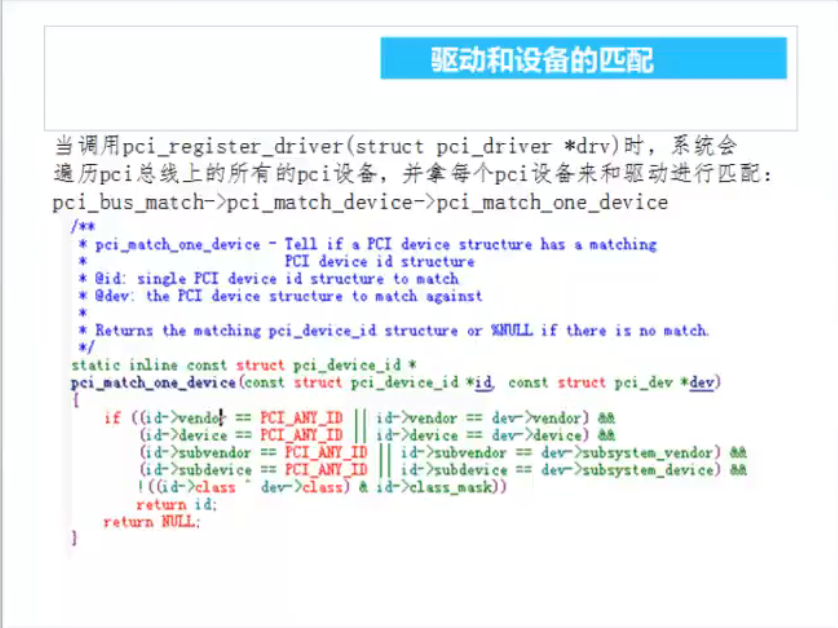 驱动和设备的匹配
当调用pci_register_driver(struct pci_driver *drv)时，系统会
遍历pci总线上的所有的pci设备，并拿每个pci设备来和驱动进行匹配：
pci_bus_match->pci_match_device->pci_match_one_device
/**
* pci_match_one_device - Tell if a PCI device structure has a matching
* PCI device id structure
* @id: single PCI device id structure to match
* @dev: the PCI device structure to match against
*
* Returns the matching pci_device_id structure or %NULL if there is no match.
*/
static inline const struct pci_device_id *
pci_match_one_device(const struct pci_device_id *id, const struct pci_dev *dev)
{
if ((id->vendor == PCI_ANY_ID || id->vendor == dev->vendor) &&
(id->device == PCI_ANY_ID || id->device == dev->device) &&
(id->subvendor == PCI_ANY_ID || id->subvendor == dev->subsystem_vendor) &&
(id->subdevice == PCI_ANY_ID || id->subdevice == dev->subsystem_device) &&
!((id->class ^ dev->class) & id->class_mask))
return id;
return NULL;
}